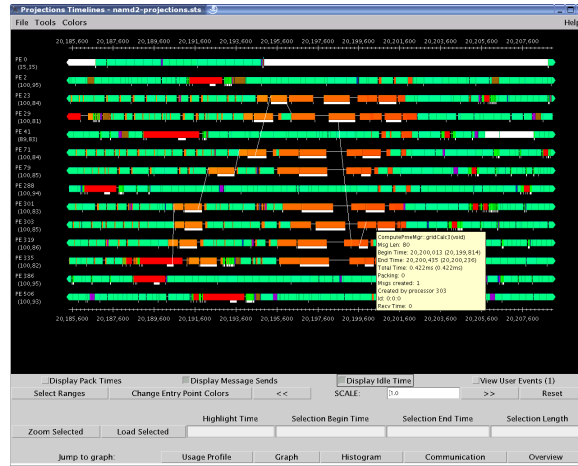 Projections Timelines - namd2-projections.sts
File Tools Colors Help
20,185,600 20,187,600 20,189,600 20,191,600 20,193,600 20,195,600 20,197,600 20,199,600 20,201,600 20,203,600 20,205,600 20,207,600
PE 0
(35,35)
PE 2
(100,95)
PE 23
(100,84)
PE 29
(100,81)
PE 41
(89,83)
PE 71
(100,84)
PE 79
(100,85)
PE 288
(100,94)
PE 301
(100,83)
PE 303
(100,85)
PE 319
(100,86)
PE 335
(100,82)
PE 386
(100,95)
PE 506
(100,93)
ComputePmeMgr::gridCalc3(void)
Msg Len: 80
Begin Time: 20,200,013 (20,199,814)
End Time: 20,200,435 (20,200,236)
Total Time: 0.422ms (0.422ms)
Packing: 0
Msgs created: 1
Created by processor 303
Id: 0:0:0
Recv Time: 0
20,185,600 20,187,600 20,189,600 20,191,600 20,193,600 20,195,600 20,197,600 20,199,600 20,201,600 20,203,600 20,205,600 20,207,600
Display Pack Times Display Message Sends Display Idle Time View User Events (1)
Select Ranges Change Entry Point Colors << SCALE: 1.0 >> Reset
Highlight Time Selection Begin Time Selection End Time Selection Length
Zoom Selected Load Selected
Jump to graph: Usage Profile Graph Histogram Communication Overview